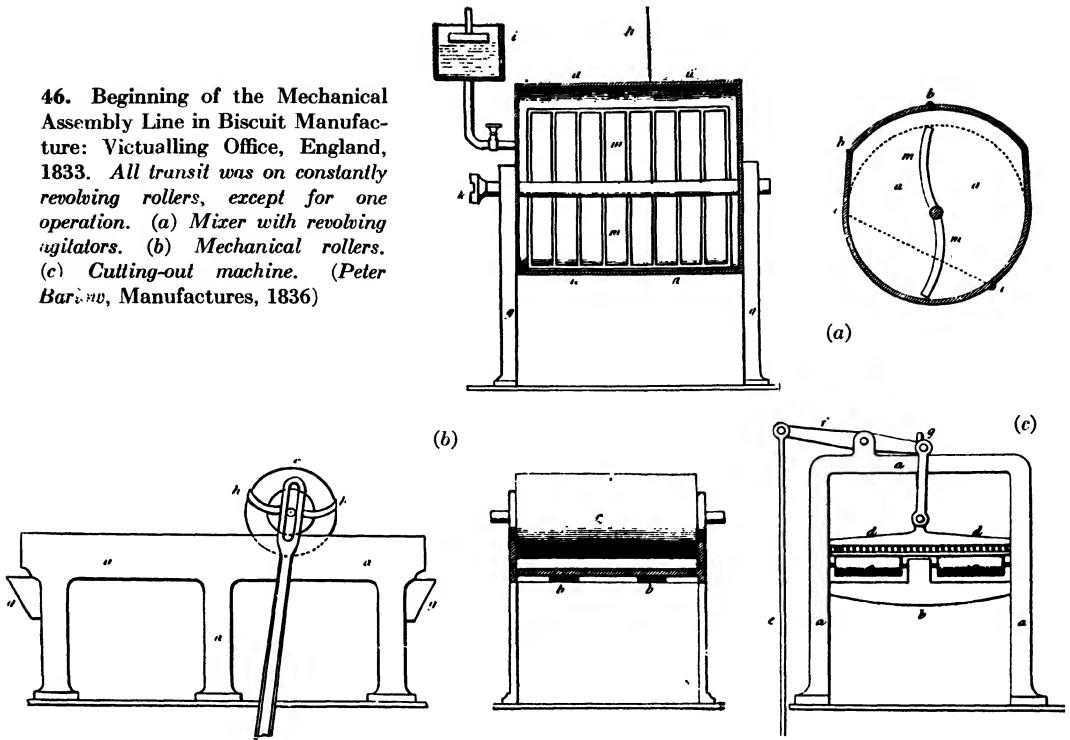 46. Beginning of the Mechanical
Assembly Line in Biscuit Manufac-
ture: Victualling Office, England,
1833. All transit was on constantly
revolving rollers, except for one
operation. (a) Mixer with revolving
agitators. (b) Mechanical rollers.
(c) Cutting-out machine. (Peter
Manufactures, 1836)
i
h
a
m
k
m
a
q
q
b
h
m
a
a
m
(a)
(b)
h
a
a
q
c
b
b
(c)
r
g
a
d
d
e
a
b
a